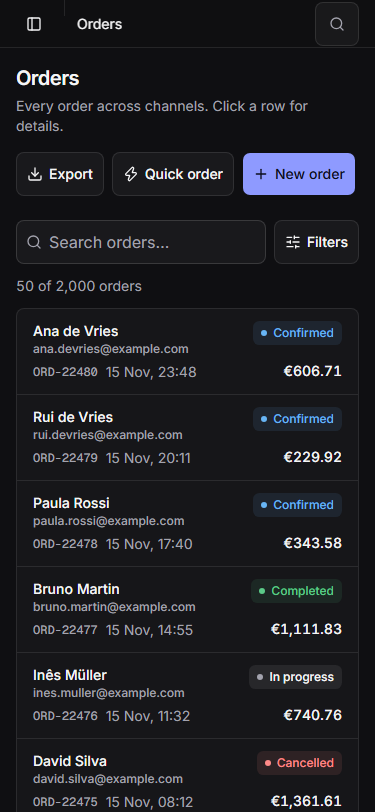 Orders
Orders
Every order across channels. Click a row for
details.
Export
Quick order
New order
Search orders...
Filters
50 of 2,000 orders
Ana de Vries
Confirmed
ana.devries@example.com
ORD-22480 15 Nov, 23:48
€606.71
Rui de Vries
Confirmed
rui.devries@example.com
ORD-22479 15 Nov, 20:11
€229.92
Paula Rossi
Confirmed
paula.rossi@example.com
ORD-22478 15 Nov, 17:40
€343.58
Bruno Martin
Completed
bruno.martin@example.com
ORD-22477 15 Nov, 14:55
€1,111.83
Inês Müller
In progress
ines.muller@example.com
ORD-22476 15 Nov, 11:32
€740.76
David Silva
Cancelled
david.silva@example.com
ORD-22475 15 Nov, 08:12
€1,361.61